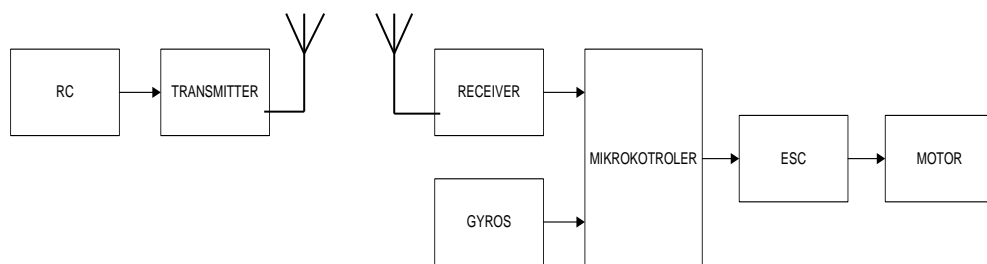 RC
TRANSMITTER
RECEIVER
GYROS
MIKROKOTROLER
ESC
MOTOR